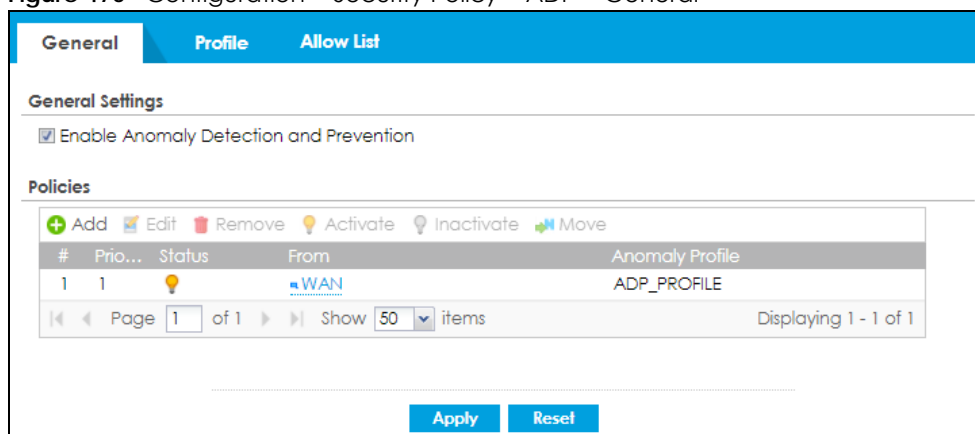 General Profile Allow List
General Settings
Enable Anomaly Detection and Prevention
Policies
Add Edit Remove Activate Inactivate Move
# Prio... Status From Anomaly Profile
1 1 WAN ADP_PROFILE
Page 1 of 1 Show 50 items Displaying 1 - 1 of 1
Apply Reset